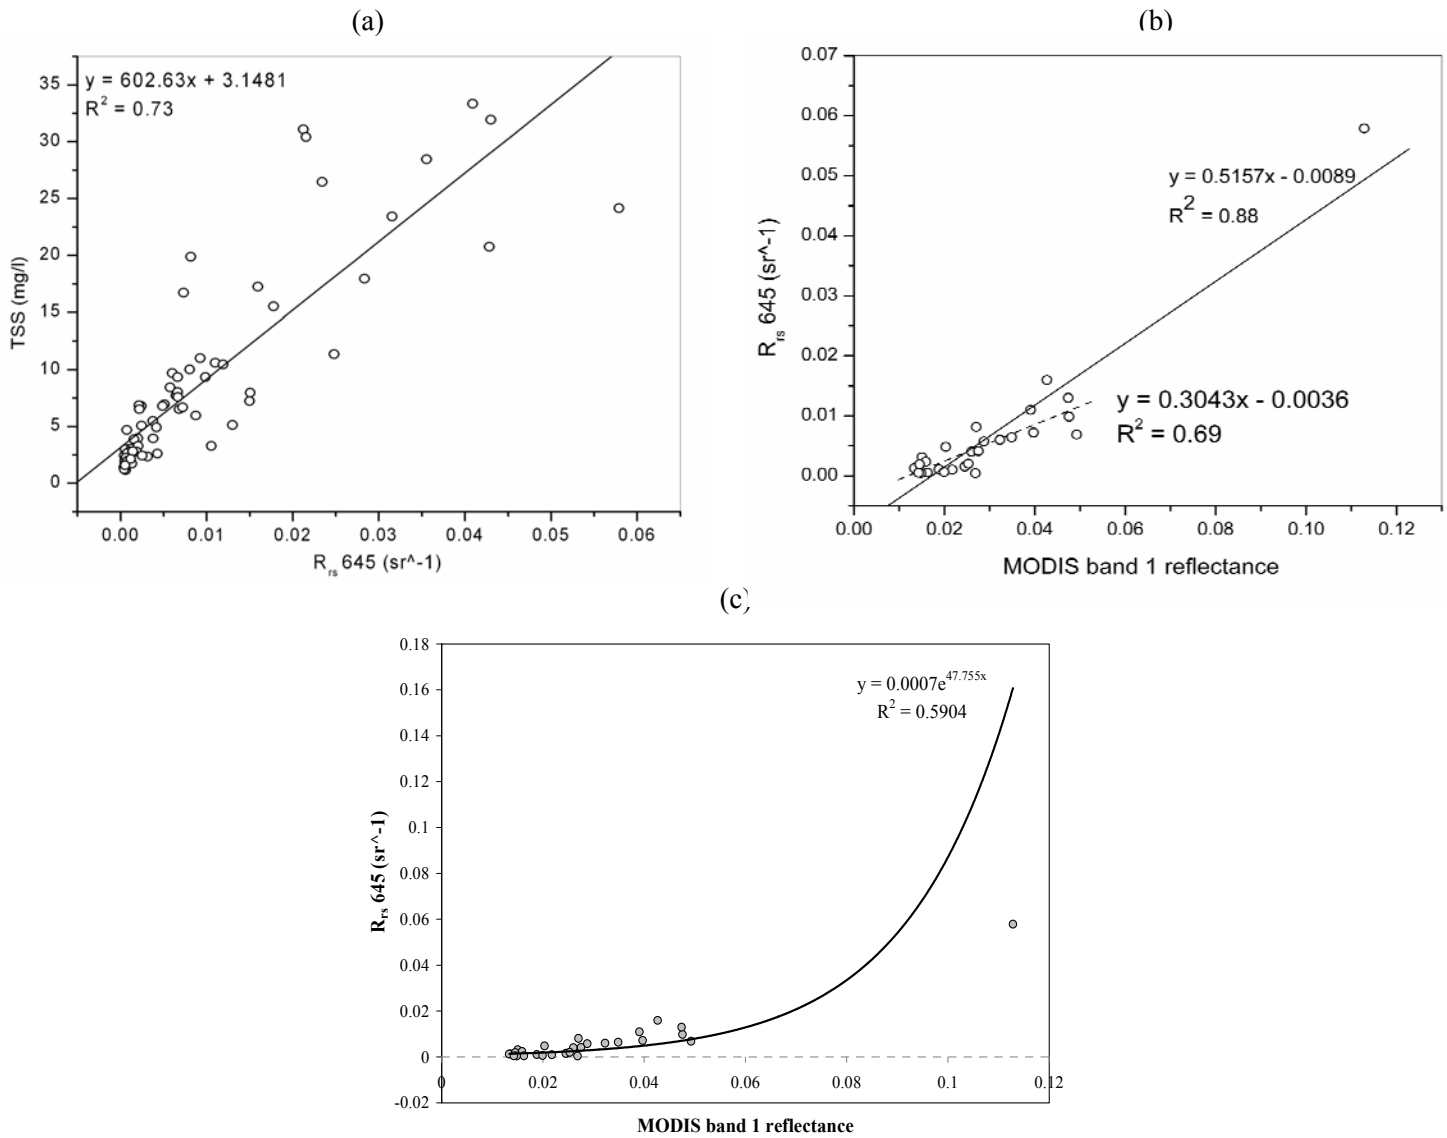 (a)
y = 602.63x + 3.1481
R² = 0.73
35
30
25
20
15
10
5
0
TSS (mg/l)
0.00 0.01 0.02 0.03 0.04 0.05 0.06
Rrs 645 (sr^-1)
(b)
0.07
0.06
0.05
0.04
0.03
0.02
0.01
0.00
Rrs 645 (sr^-1)
y = 0.5157x - 0.0089
R² = 0.88
y = 0.3043x - 0.0036
R² = 0.69
0.00 0.02 0.04 0.06 0.08 0.10 0.12
MODIS band 1 reflectance
(c)
0.18
0.16
0.14
0.12
0.1
0.08
0.06
0.04
0.02
0
-0.02
Rrs 645 (sr^-1)
y = 0.0007e^47.755x
R² = 0.5904
0 0.02 0.04 0.06 0.08 0.1 0.12
MODIS band 1 reflectance